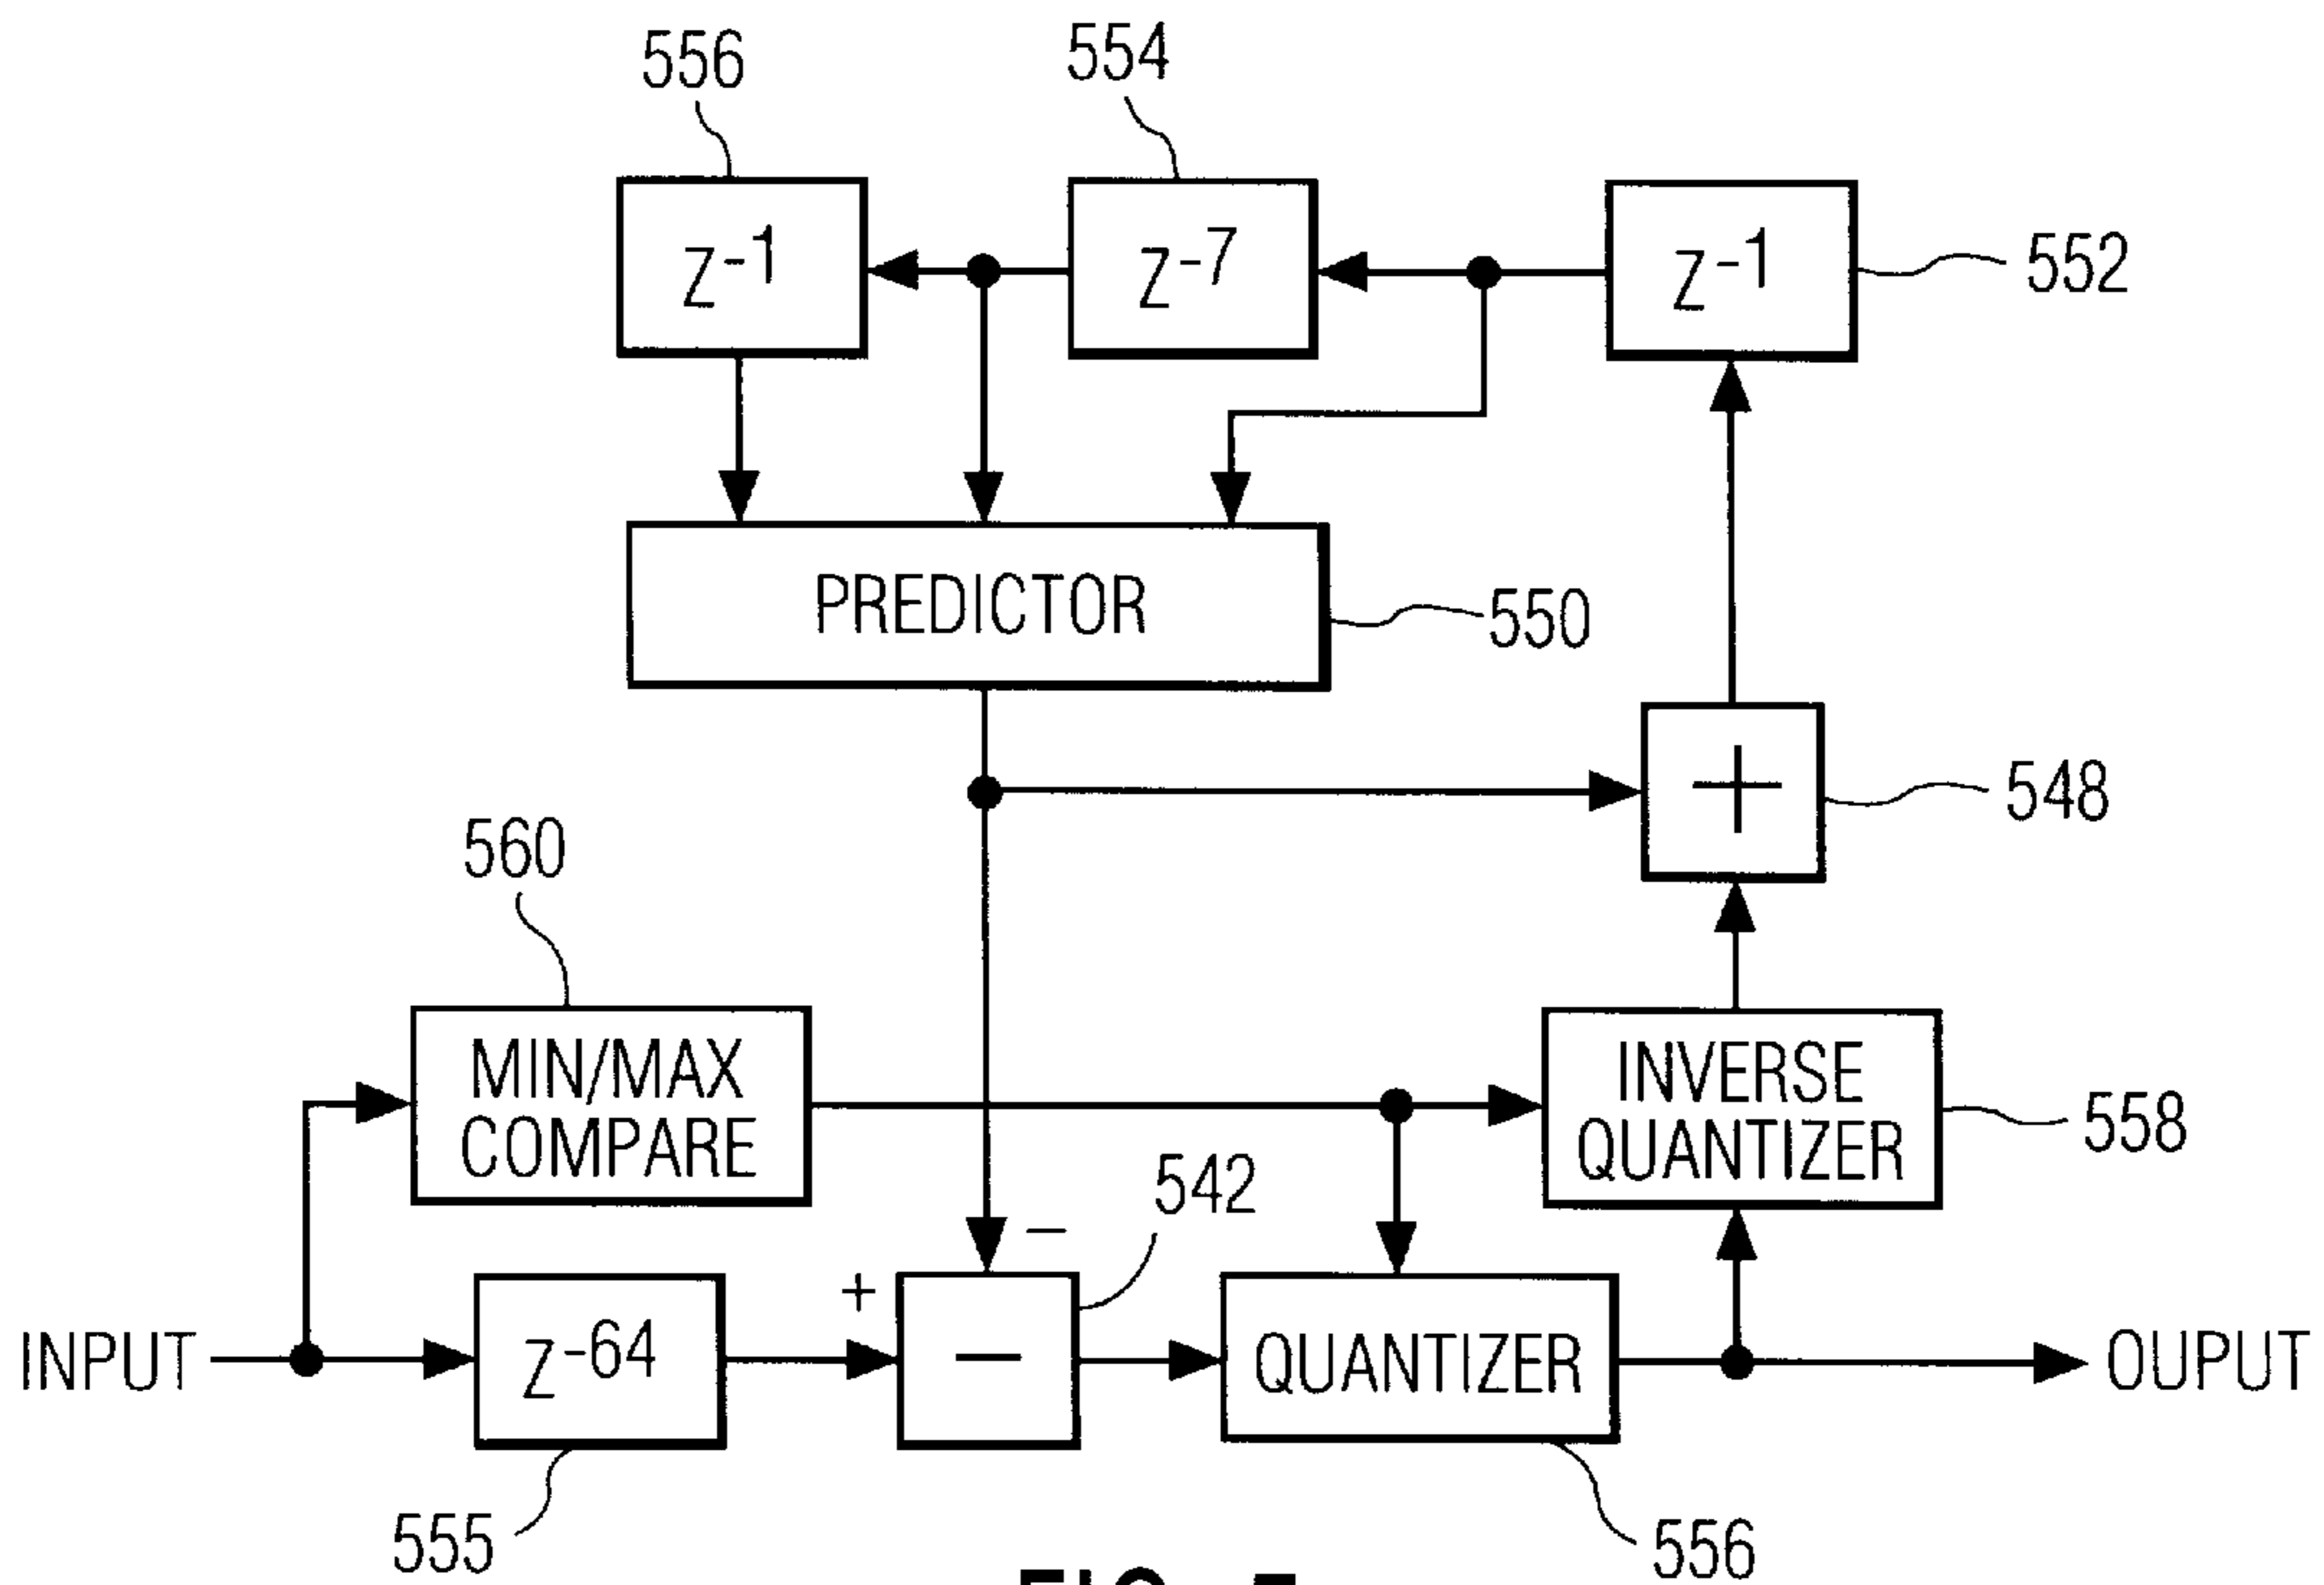 556
554
z-1
z-7
z-1
552
PREDICTOR
550
+
548
560
MIN/MAX
COMPARE
INVERSE
QUANTIZER
558
542
−
+
INPUT
z-64
−
QUANTIZER
OUPUT
555
556